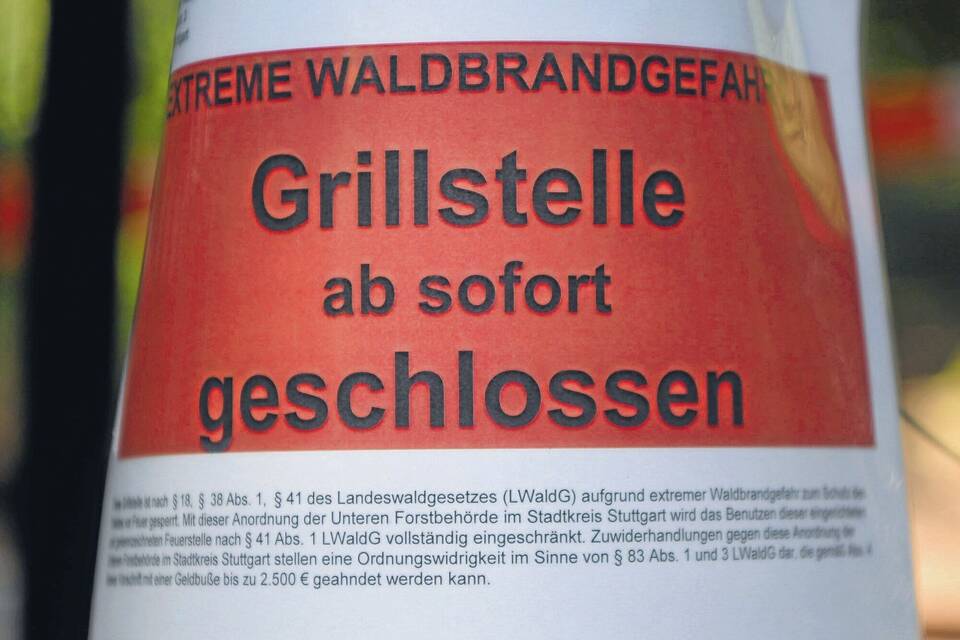 EXTREME WALDBRANDGEFAHR
Grillstelle
ab sofort
geschlossen
Grillstelle ist nach § 18, § 38 Abs. 1, § 41 des Landeswaldgesetzes (LWaldG) aufgrund extremer Waldbrandgefahr zum Schutz des
vor Feuer gesperrt. Mit dieser Anordnung der Unteren Forstbehörde im Stadtkreis Stuttgart wird das Benutzen dieser eingerichteten
gekennzeichneten Feuerstelle nach § 41 Abs. 1 LWaldG vollständig eingeschränkt. Zuwiderhandlungen gegen diese Anordnung der
Forstbehörde im Stadtkreis Stuttgart stellen eine Ordnungswidrigkeit im Sinne von § 83 Abs. 1 und 3 LWaldG dar, die gemäß Abs. 4
Vorschrift mit einer Geldbuße bis zu 2.500 € geahndet werden kann.